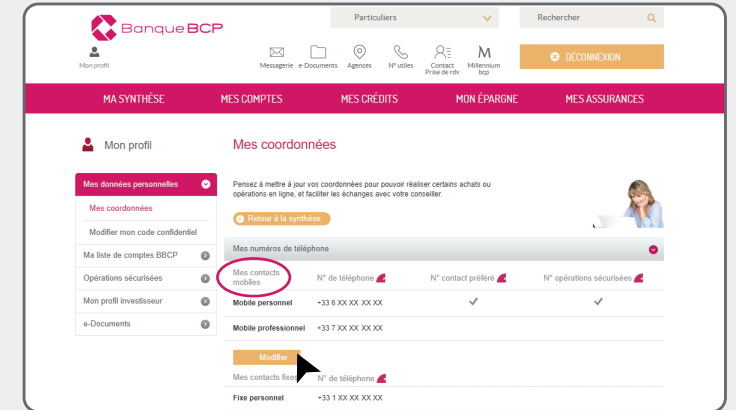 Banque BCP
Particuliers
Rechercher
Mon profil
Messagerie
e-Documents
Agences
N° utiles
Contact
Prise de rdv
Millennium
bcp
DÉCONNEXION
MA SYNTHÈSE
MES COMPTES
MES CRÉDITS
MON ÉPARGNE
MES ASSURANCES
Mon profil
Mes données personnelles
Mes coordonnées
Modifier mon code confidentiel
Ma liste de comptes BBCP
Opérations sécurisées
Mon profil investisseur
e-Documents
Mes coordonnées
Pensez à mettre à jour vos coordonnées pour pouvoir réaliser certains achats ou
opérations en ligne, et faciliter les échanges avec votre conseiller.
Retour à la synthèse
Mes numéros de téléphone
Mes contacts
mobiles
N° de téléphone
N° contact préféré
N° opérations sécurisées
Mobile personnel
+33 6 XX XX XX XX
Mobile professionnel
+33 7 XX XX XX XX
Modifier
Mes contacts fixes
N° de téléphone
Fixe personnel
+33 1 XX XX XX XX